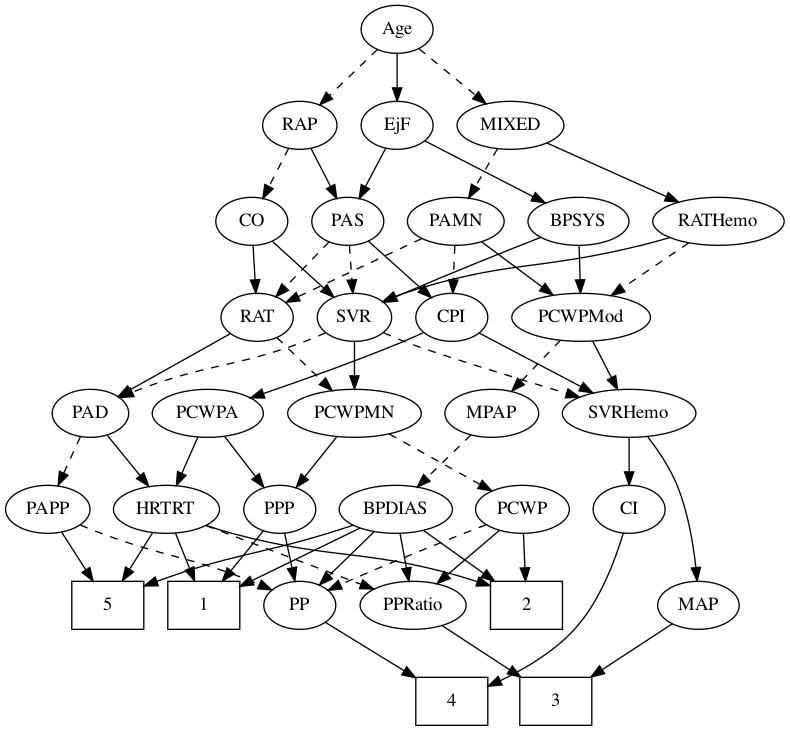 Age
RAP
EjF
MIXED
CO
PAS
PAMN
BPSYS
RATHemo
RAT
SVR
CPI
PCWPMod
PAD
PCWPA
PCWPMN
MPAP
SVRHemo
PAPP
HRTRT
PPP
BPDIAS
PCWP
CI
5
1
PP
PPRatio
2
MAP
4
3